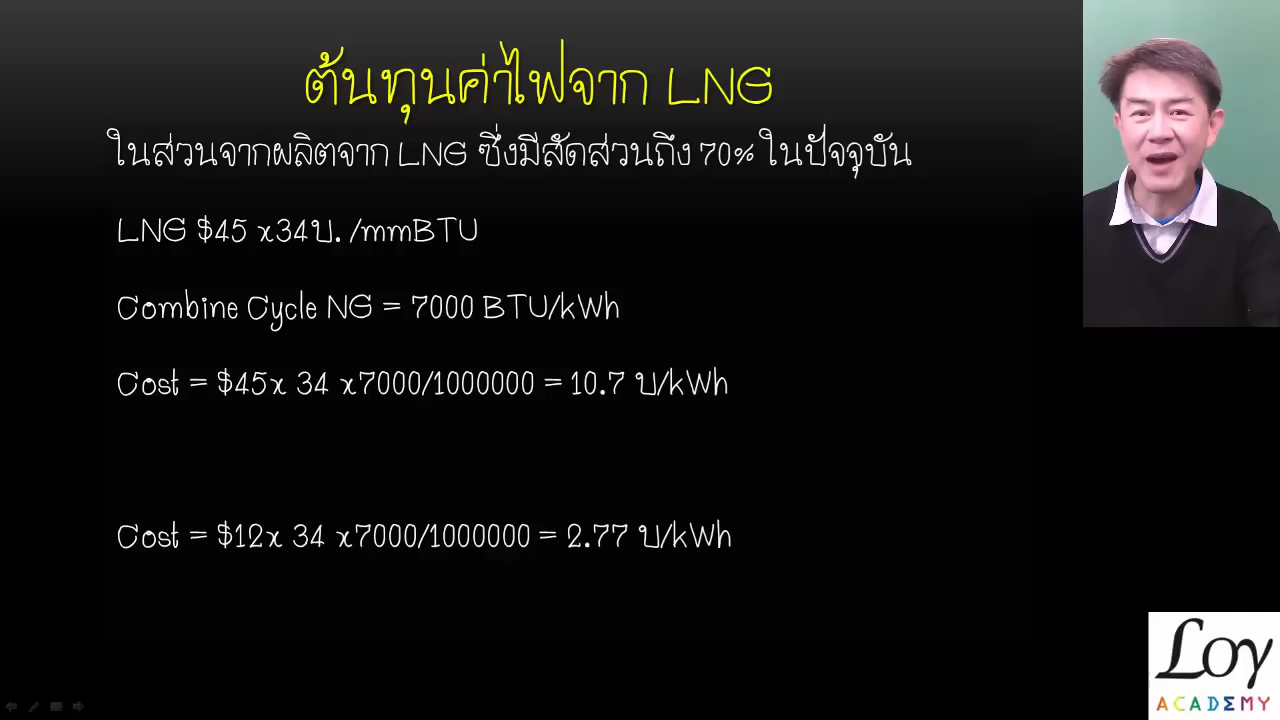 ต้นทุนค่าไฟจาก LNG
ในส่วนจากผลิตจาก LNG ซึ่งมีสัดส่วนถึง 70% ในปัจจุบัน
LNG $45 x34บ. /mmBTU
Combine Cycle NG = 7000 BTU/kWh
Cost = $45x 34 x7000/1000000 = 10.7 บ/kWh
Cost = $12x 34 x7000/1000000 = 2.77 บ/kWh
Loy
ACADEMY